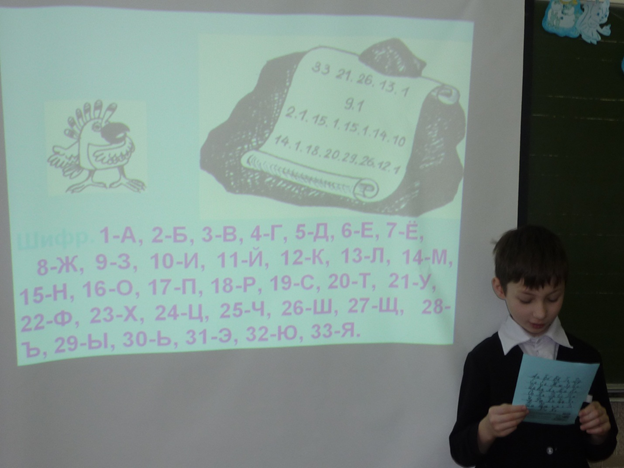 33. 21. 26. 13. 1
9.1
2.1.15.1.15.1.14.10
14.1.18.20.29.26.12.1
Шифр. 1-А, 2-Б, 3-В, 4-Г, 5-Д, 6-Е, 7-Ё,
8-Ж, 9-З, 10-И, 11-Й, 12-К, 13-Л, 14-М,
15-Н, 16-О, 17-П, 18-Р, 19-С, 20-Т, 21-У,
22-Ф, 23-Х, 24-Ц, 25-Ч, 26-Ш, 27-Щ, 28-
Ъ, 29-Ы, 30-Ь, 31-Э, 32-Ю, 33-Я.